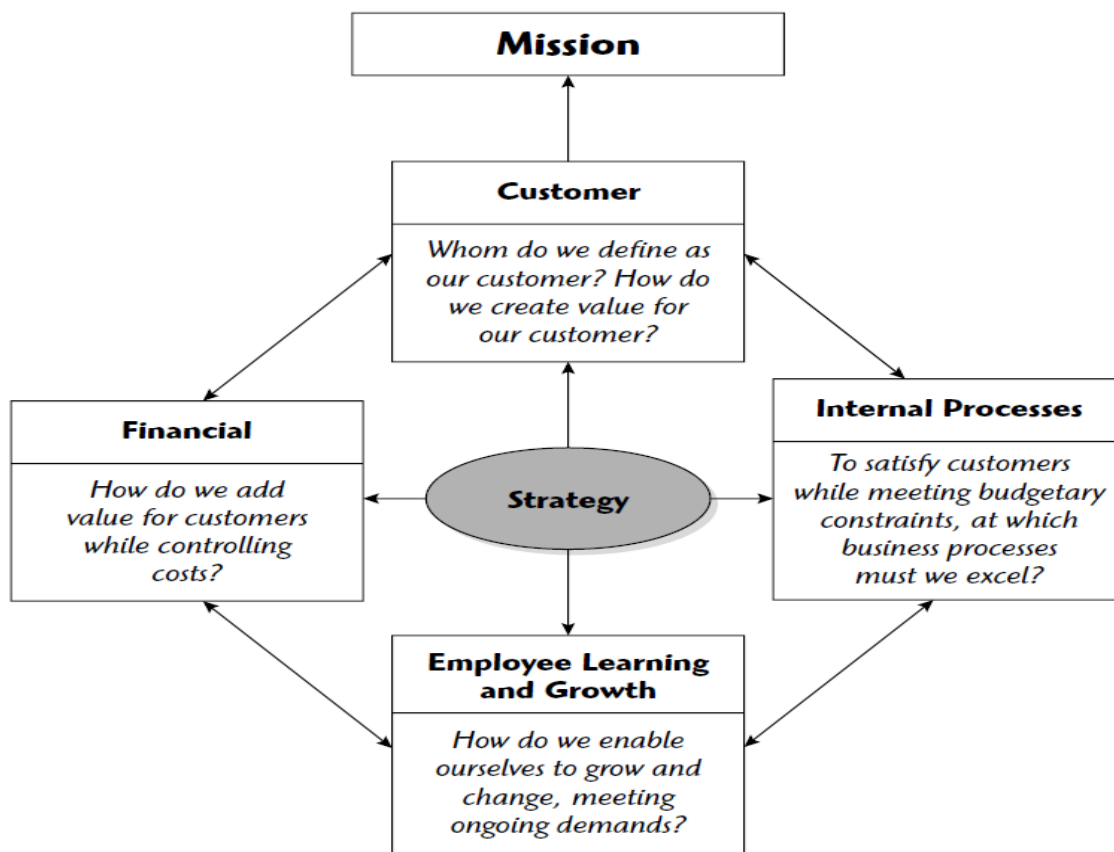 Mission
Customer
Whom do we define as
our customer? How do
we create value for
our customer?
Financial
How do we add
value for customers
while controlling
costs?
Strategy
Internal Processes
To satisfy customers
while meeting budgetary
constraints, at which
business processes
must we excel?
Employee Learning
and Growth
How do we enable
ourselves to grow and
change, meeting
ongoing demands?